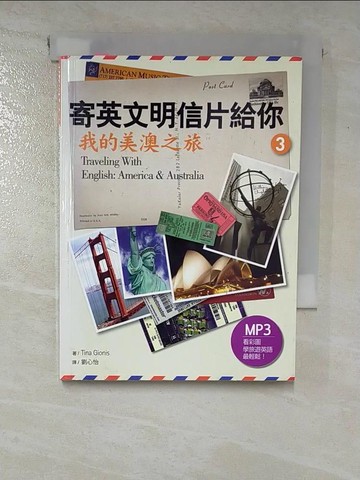 AMERICAN MUSEUM
Post Card
寄英文明信片給你
我的美澳之旅
3
Traveling With
English: America & Australia
MP3
看彩圖
學旅遊英語
最輕鬆！
著/ Tina Gionis
譯/ 劉心怡